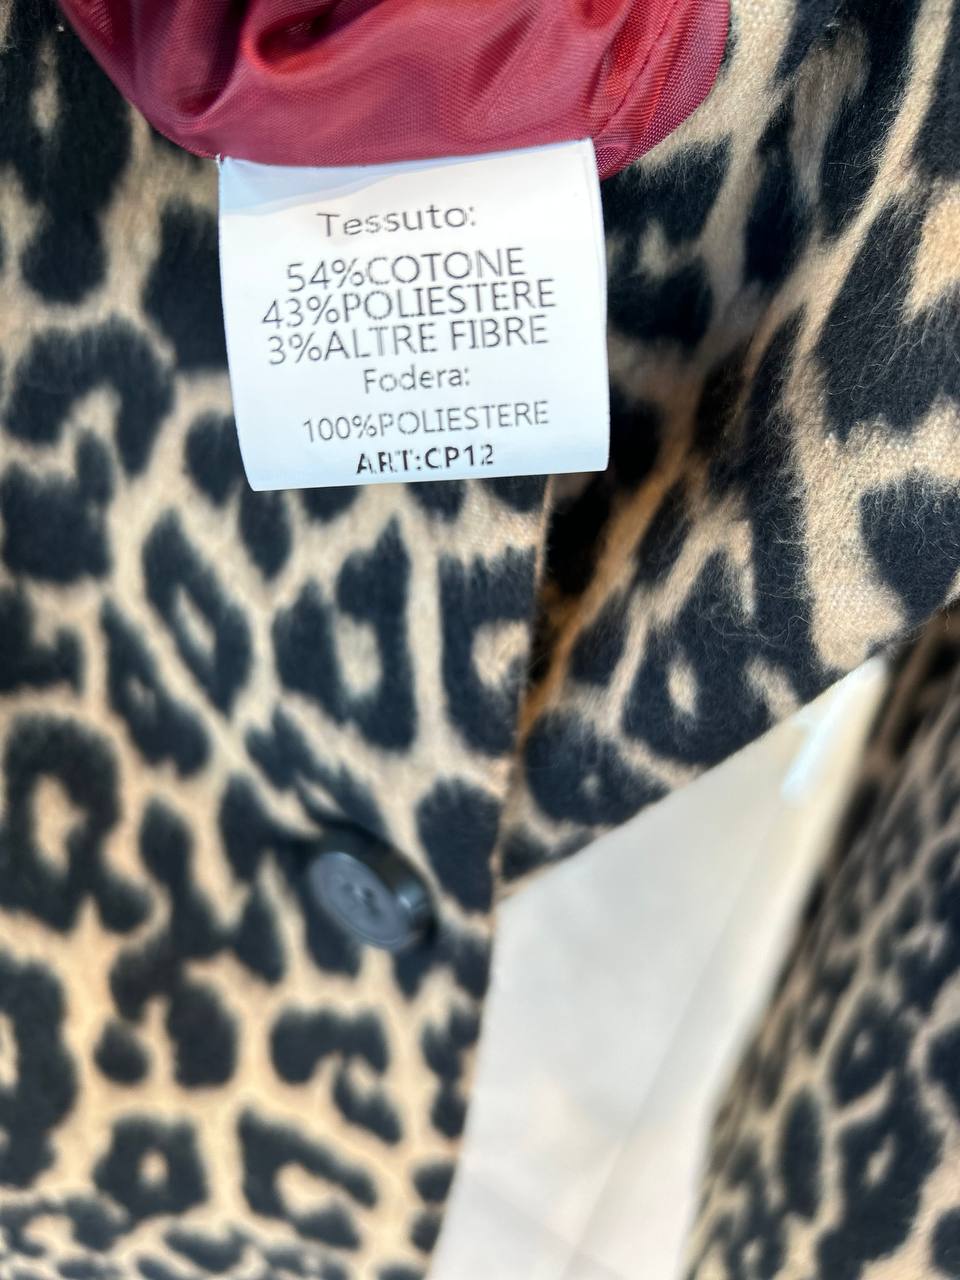 Tessuto:
54%COTONE
43%POLIESTERE
3%ALTRE FIBRE
Fodera:
100%POLIESTERE
ART:CP12